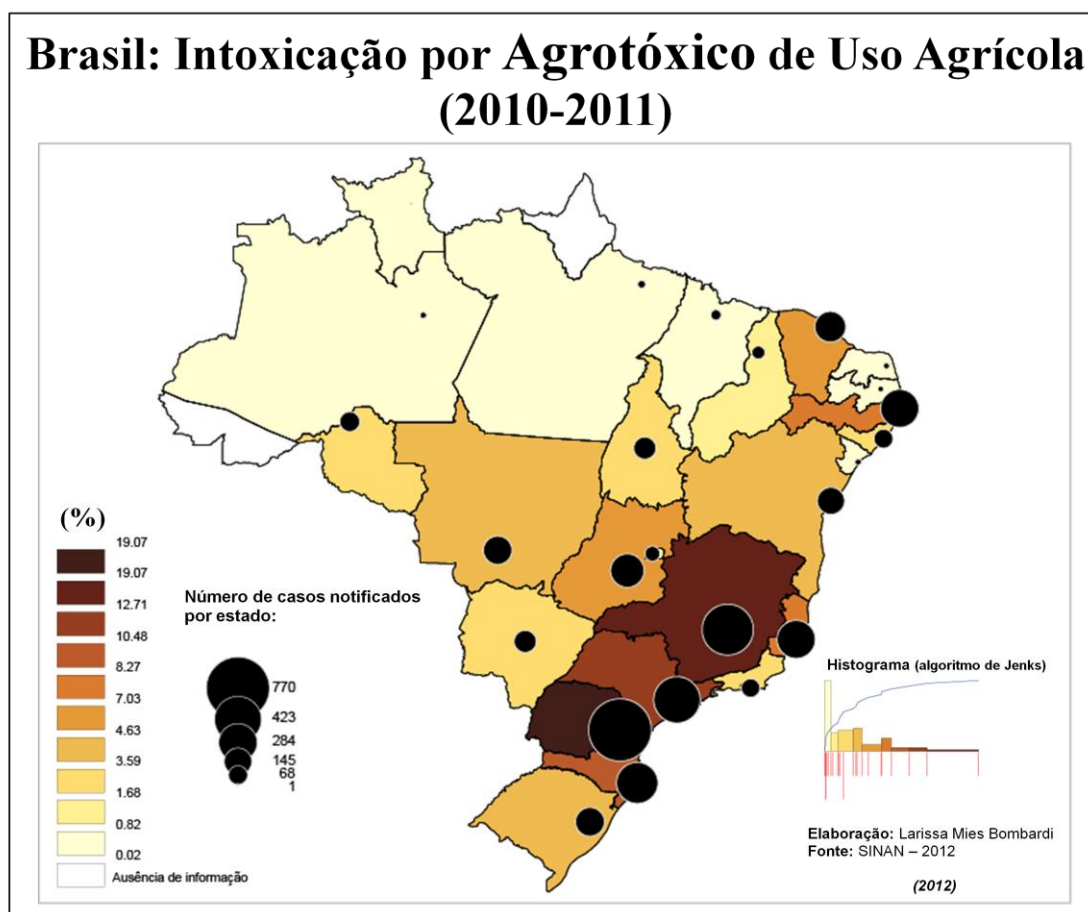 Brasil: Intoxicação por Agrotóxico de Uso Agrícola
(2010-2011)
(%)
19.07
19.07
12.71
10.48
8.27
7.03
4.63
3.59
1.68
0.82
0.02
Ausência de informação
Número de casos notificados
por estado:
770
423
284
145
68
1
Histograma (algoritmo de Jenks)
Elaboração: Larissa Mies Bombardi
Fonte: SINAN – 2012
(2012)